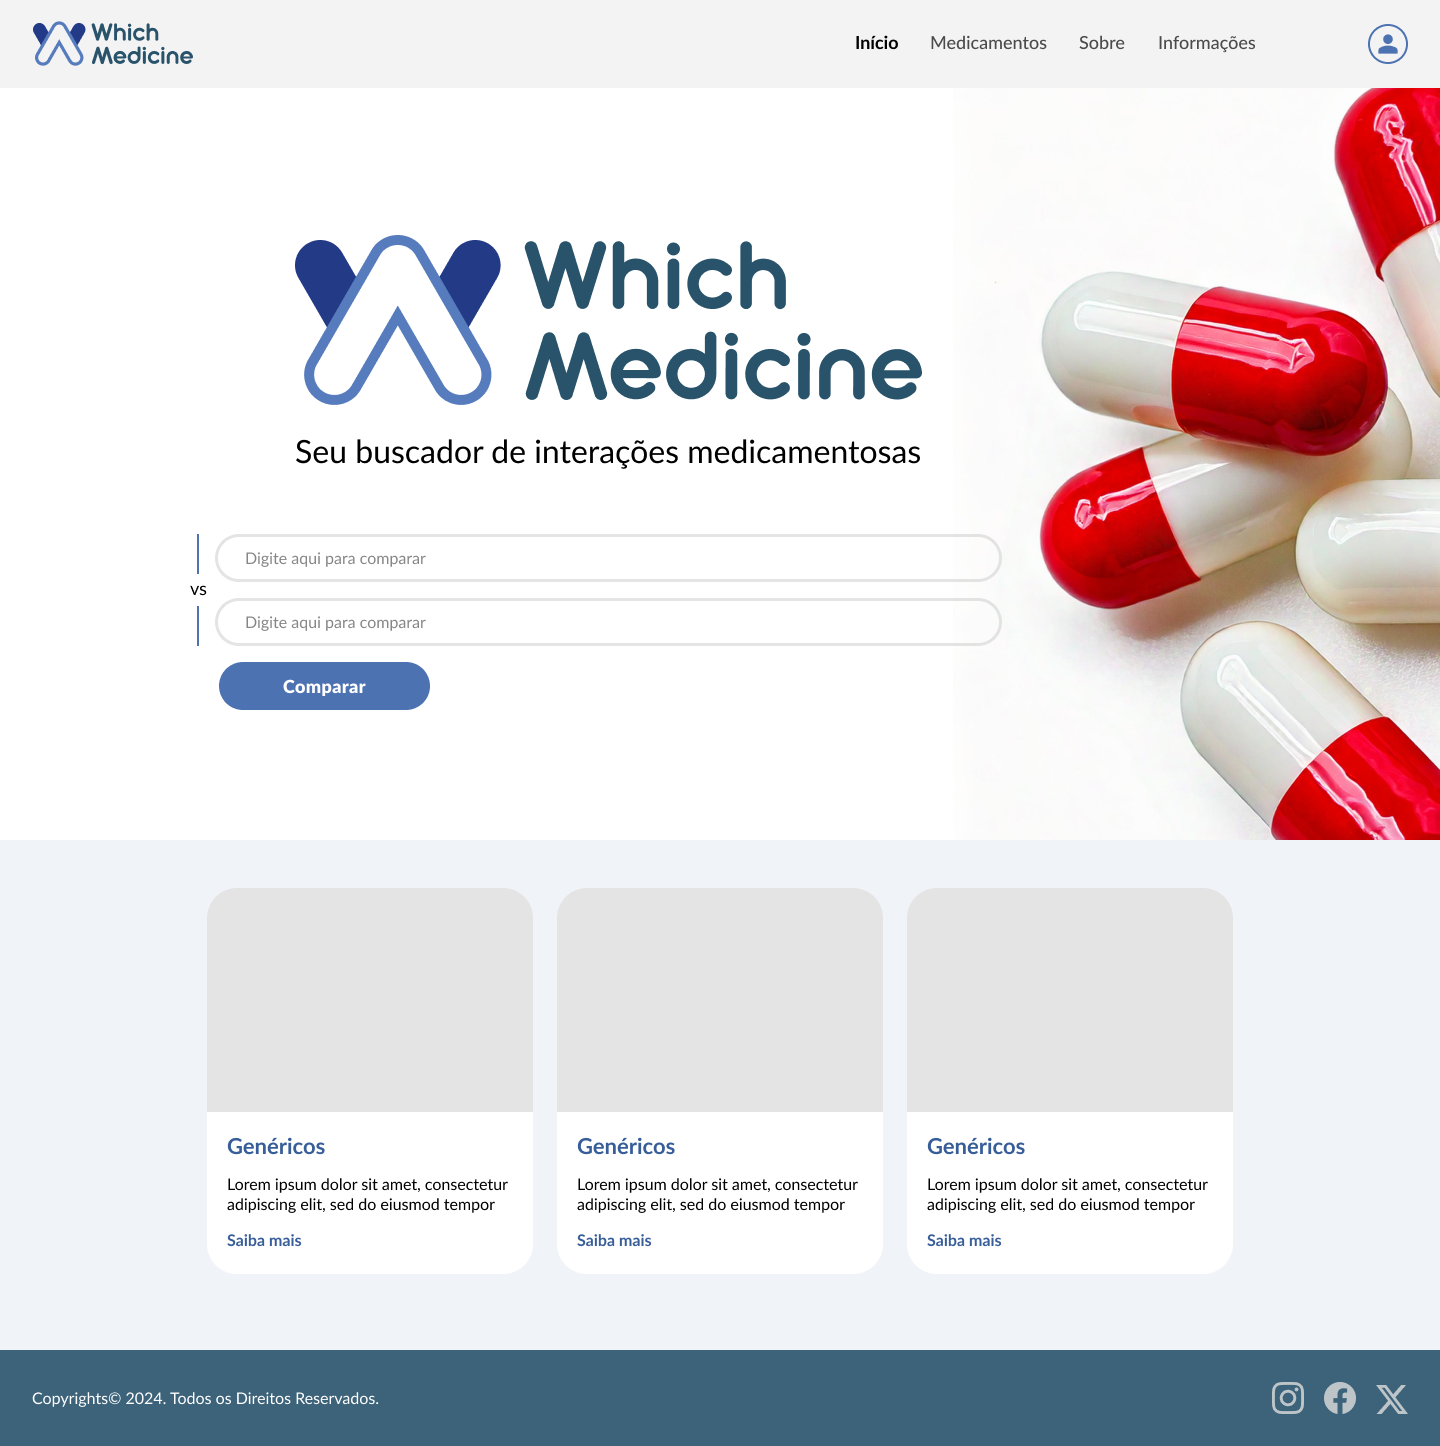 Which
Medicine
Início
Medicamentos
Sobre
Informações
Which
Medicine
Seu buscador de interações medicamentosas
Digite aqui para comparar
vs
Digite aqui para comparar
Comparar
Genéricos
Lorem ipsum dolor sit amet, consectetur
adipiscing elit, sed do eiusmod tempor
Saiba mais
Genéricos
Lorem ipsum dolor sit amet, consectetur
adipiscing elit, sed do eiusmod tempor
Saiba mais
Genéricos
Lorem ipsum dolor sit amet, consectetur
adipiscing elit, sed do eiusmod tempor
Saiba mais
Copyrights© 2024. Todos os Direitos Reservados.